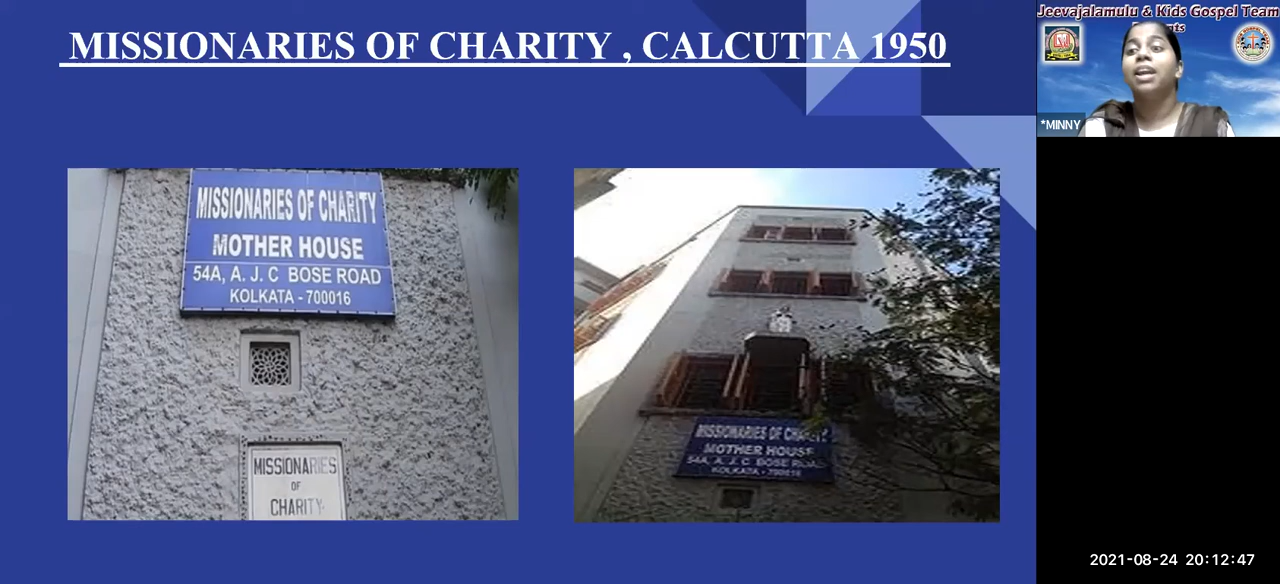 MISSIONARIES OF CHARITY , CALCUTTA 1950
MISSIONARIES OF CHARITY
MOTHER HOUSE
54A, A. J. C BOSE ROAD
KOLKATA - 700016
MISSIONARIES
OF
CHARITY
MISSIONARIES OF CHARITY
MOTHER HOUSE
54A, A. J. C BOSE ROAD
KOLKATA - 700016
Jeevajalamulu & Kids Gospel Team
*MINNY
2021-08-24 20:12:47